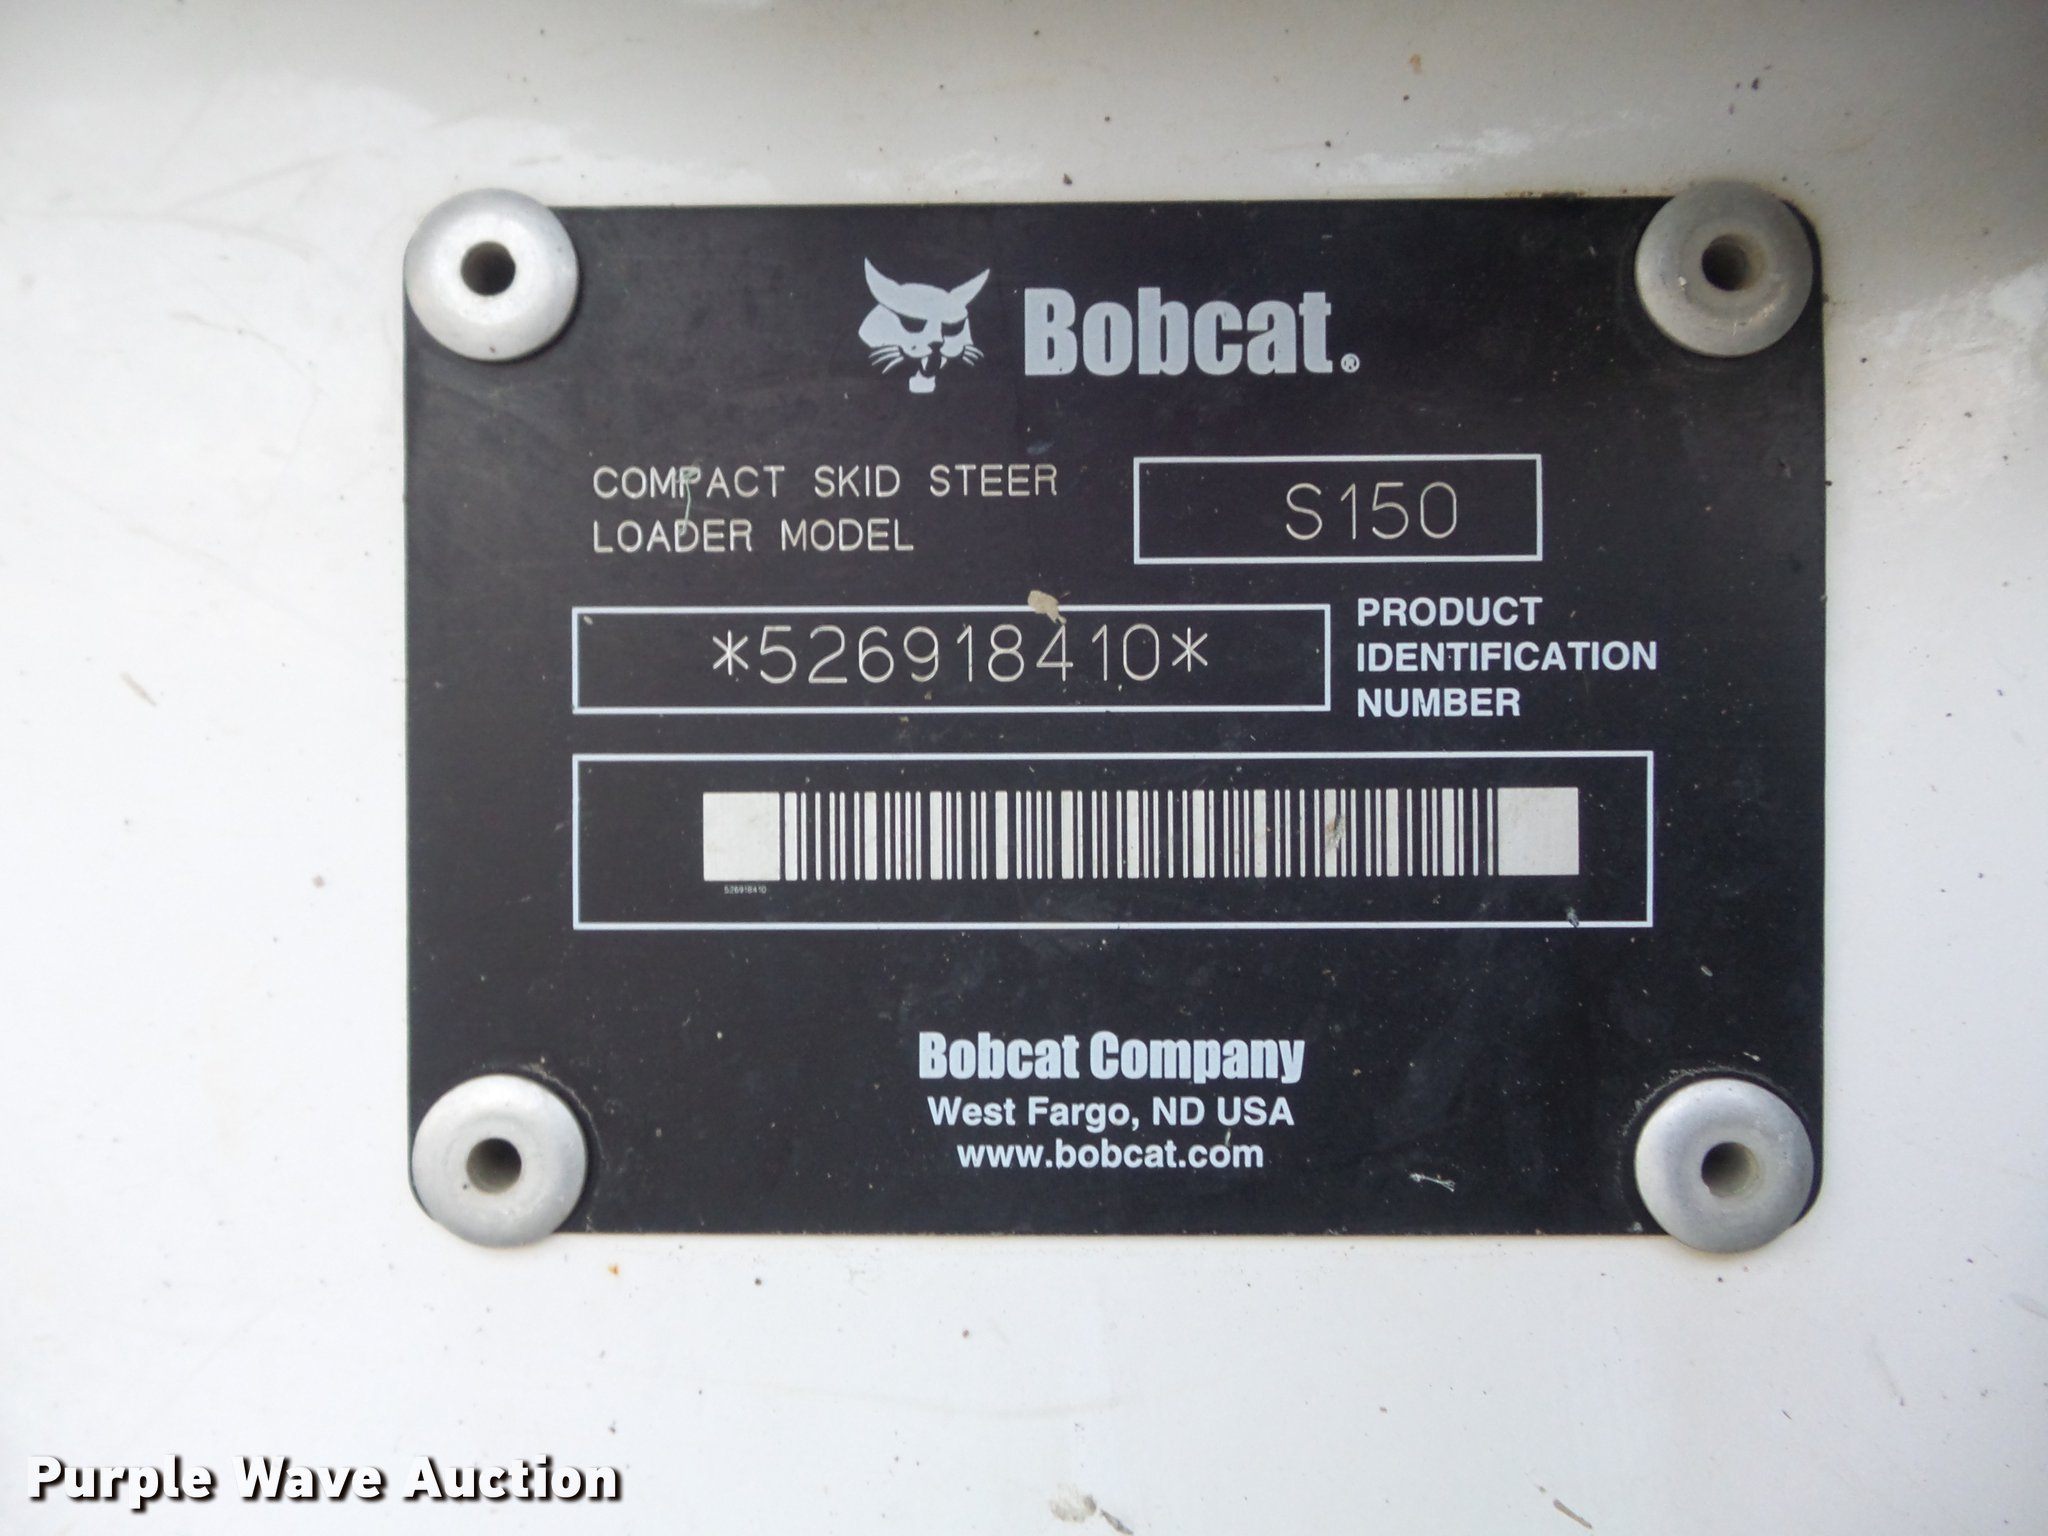 Bobcat®
COMPACT SKID STEER
LOADER MODEL
S150
*526918410*
PRODUCT
IDENTIFICATION
NUMBER
526918410
Bobcat Company
West Fargo, ND USA
www.bobcat.com
Purple Wave Auction